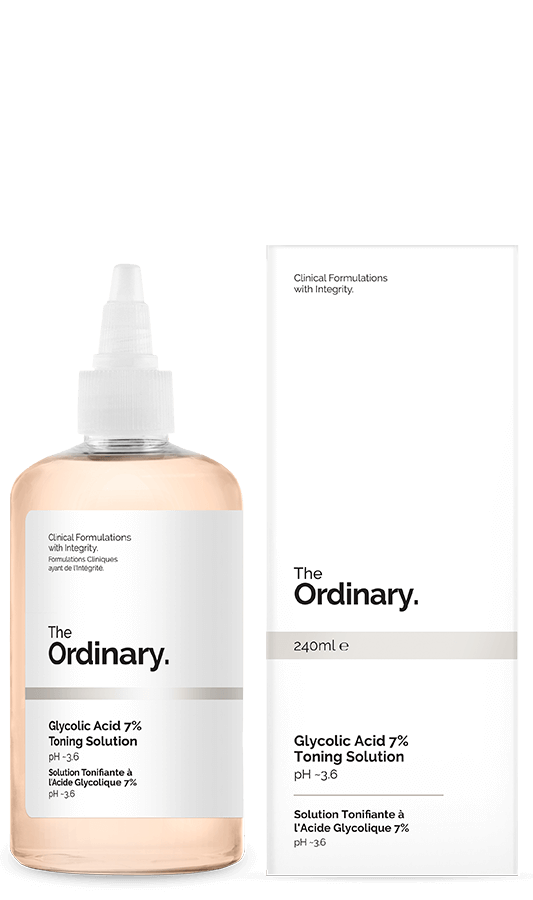 Clinical Formulations
with Integrity.
Formulations Cliniques
ayant de l'Intégrité.
The
Ordinary.
Glycolic Acid 7%
Toning Solution
pH ~3.6
Solution Tonifiante à
l'Acide Glycolique 7%
pH ~3.6
Clinical Formulations
with Integrity.
The
Ordinary.
240ml ℮
Glycolic Acid 7%
Toning Solution
pH ~3.6
Solution Tonifiante à
l'Acide Glycolique 7%
pH ~3.6